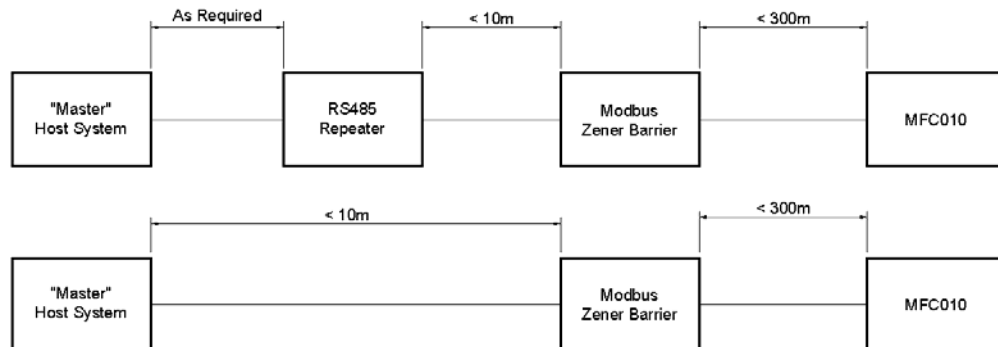 As Required
< 10m
< 300m
"Master"
Host System
RS485
Repeater
Modbus
Zener Barrier
MFC010
< 10m
< 300m
"Master"
Host System
Modbus
Zener Barrier
MFC010